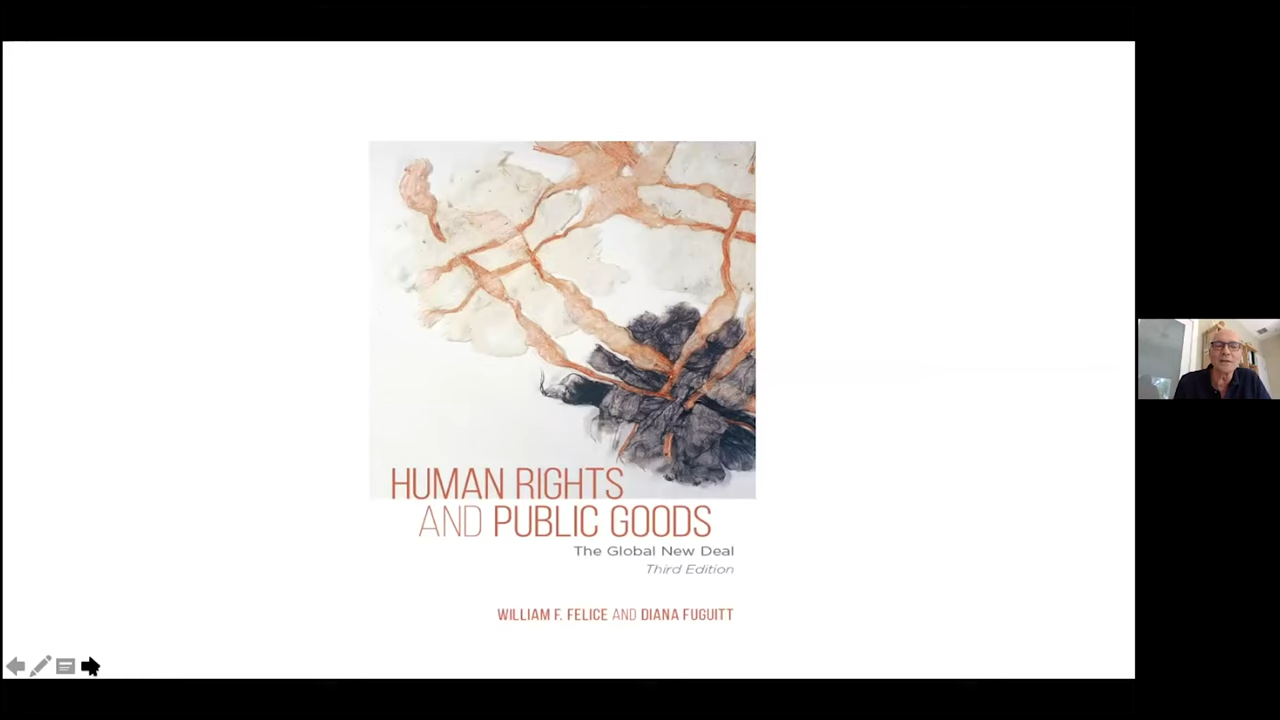 HUMAN RIGHTS
AND PUBLIC GOODS
The Global New Deal
Third Edition
WILLIAM F. FELICE AND DIANA FUGUITT